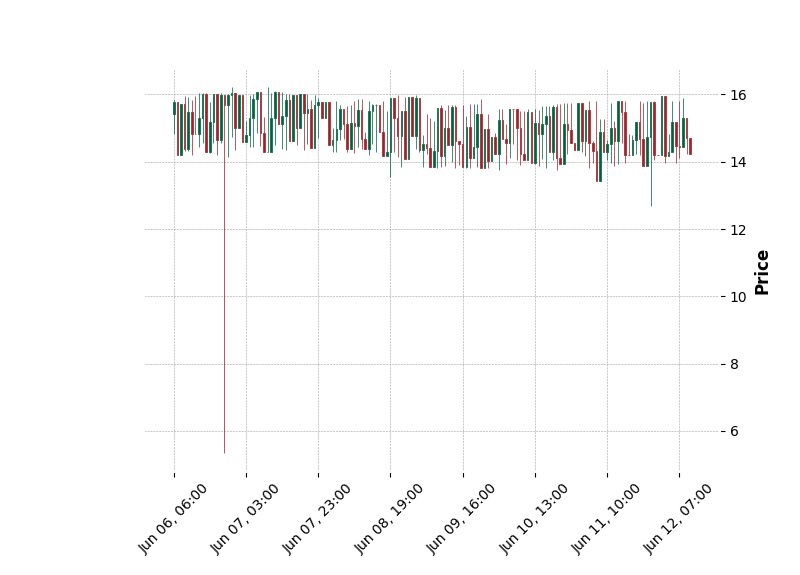 16
14
12
10
8
6
Price
Jun 06, 06:00
Jun 07, 03:00
Jun 07, 23:00
Jun 08, 19:00
Jun 09, 16:00
Jun 10, 13:00
Jun 11, 10:00
Jun 12, 07:00